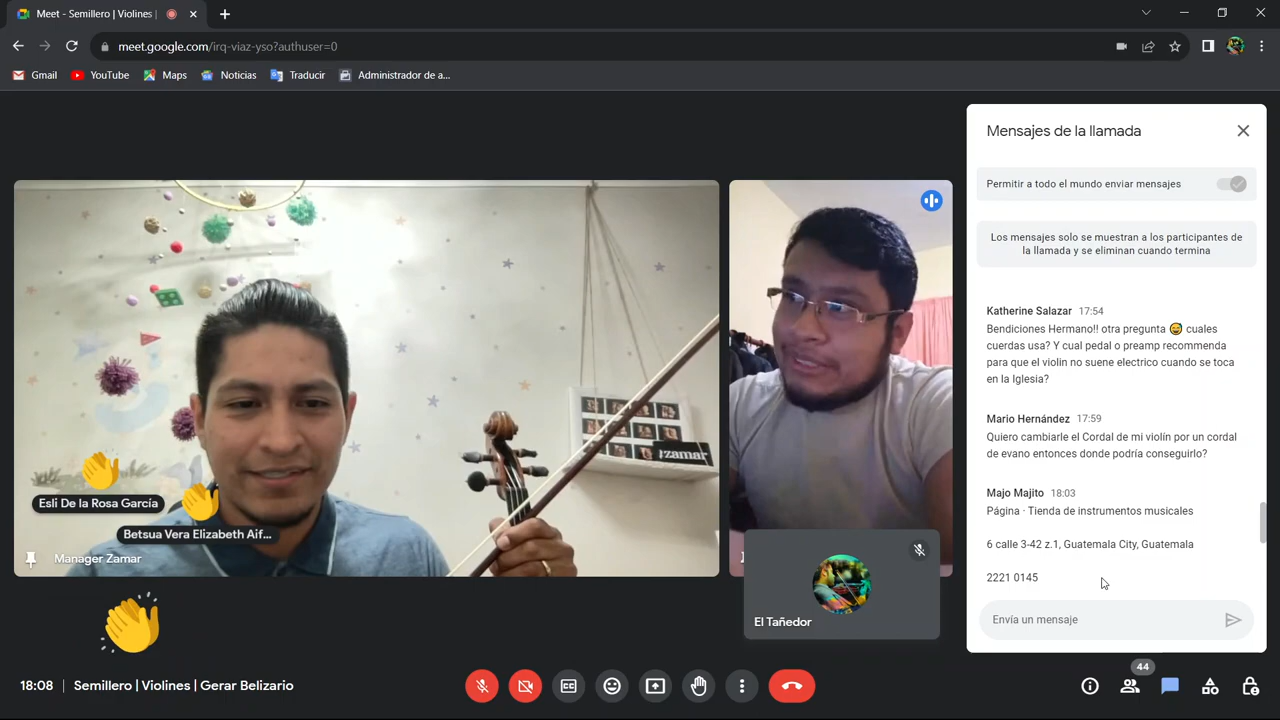 Meet - Semillero | Violines |
meet.google.com/irq-viaz-yso?authuser=0
Gmail
YouTube
Maps
Noticias
Traducir
Administrador de a...
Mensajes de la llamada
Permitir a todo el mundo enviar mensajes
Los mensajes solo se muestran a los participantes de
la llamada y se eliminan cuando termina
Katherine Salazar 17:54
Bendiciones Hermano!! otra pregunta 😅 cuales
cuerdas usa? Y cual pedal o preamp recomienda
para que el violin no suene electrico cuando se toca
en la Iglesia?
Mario Hernández 17:59
Quiero cambiarle el Cordal de mi violín por un cordal
de evano entonces donde podría conseguirlo?
Majo Majito 18:03
Página · Tienda de instrumentos musicales
6 calle 3-42 z.1, Guatemala City, Guatemala
2221 0145
Envía un mensaje
zamar
Esli De la Rosa García
Betsua Vera Elizabeth Aif...
Manager Zamar
El Tañedor
18:08 | Semillero | Violines | Gerar Belizario
44